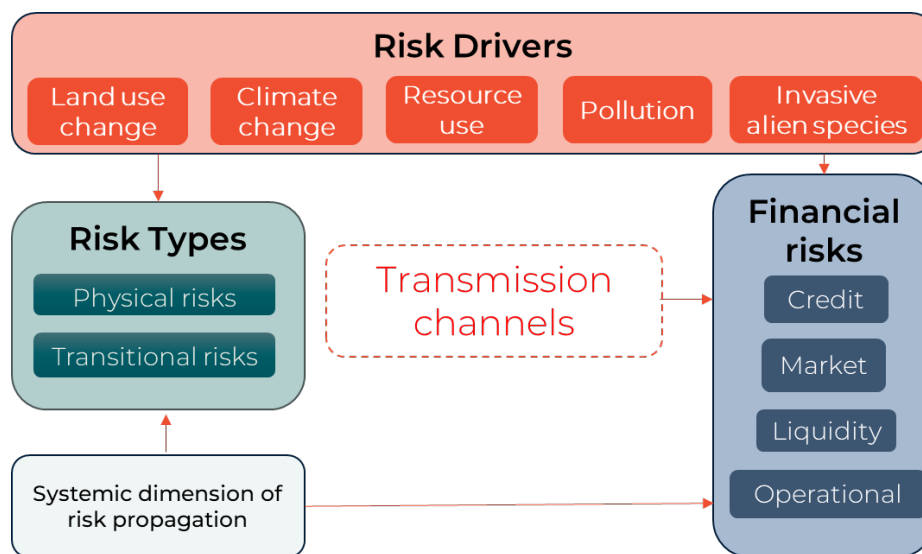 Risk Drivers
Land use
change
Climate
change
Resource
use
Pollution
Invasive
alien species
Risk Types
Physical risks
Transitional risks
Transmission
channels
Financial
risks
Credit
Market
Liquidity
Operational
Systemic dimension of
risk propagation